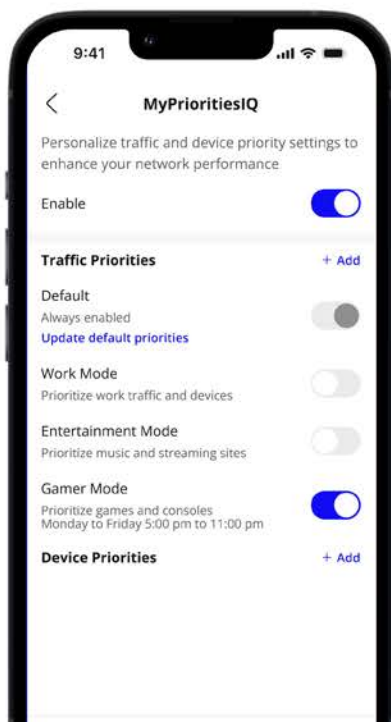 9:41
MyPrioritiesIQ
Personalize traffic and device priority settings to
enhance your network performance
Enable
Traffic Priorities + Add
Default
Always enabled
Update default priorities
Work Mode
Prioritize work traffic and devices
Entertainment Mode
Prioritize music and streaming sites
Gamer Mode
Prioritize games and consoles
Monday to Friday 5:00 pm to 11:00 pm
Device Priorities + Add